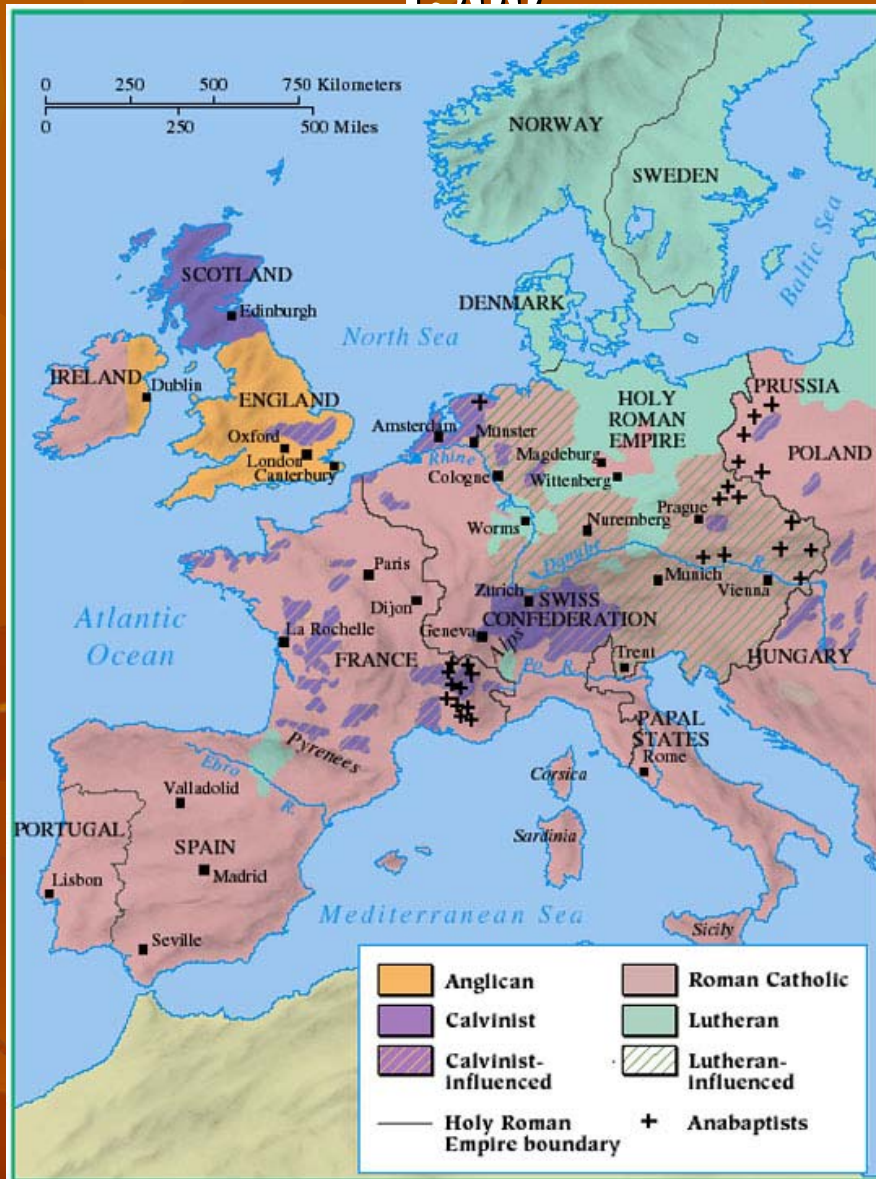 0 250 500 750 Kilometers
0 250 500 Miles
NORWAY
SWEDEN
Baltic Sea
SCOTLAND
Edinburgh
DENMARK
North Sea
IRELAND
Dublin
ENGLAND
Oxford
London
Canterbury
Amsterdam
Münster
Rhine
Cologne
HOLY
ROMAN
EMPIRE
Magdeburg
Wittenberg
PRUSSIA
POLAND
Prague
Nuremberg
Worms
Danube R.
Paris
Dijon
Zürich
Munich
Vienna
SWISS
CONFEDERATION
Atlantic
Ocean
La Rochelle
Geneva
Alps
FRANCE
Trent
Po R.
HUNGARY
PAPAL
STATES
Rome
Pyrenees
Ebro R.
Corsica
Valladolid
PORTUGAL
SPAIN
Madrid
Sardinia
Lisbon
Mediterranean Sea
Seville
Sicily
Anglican
Roman Catholic
Calvinist
Lutheran
Calvinist-
influenced
Lutheran-
influenced
Holy Roman
Empire boundary
Anabaptists